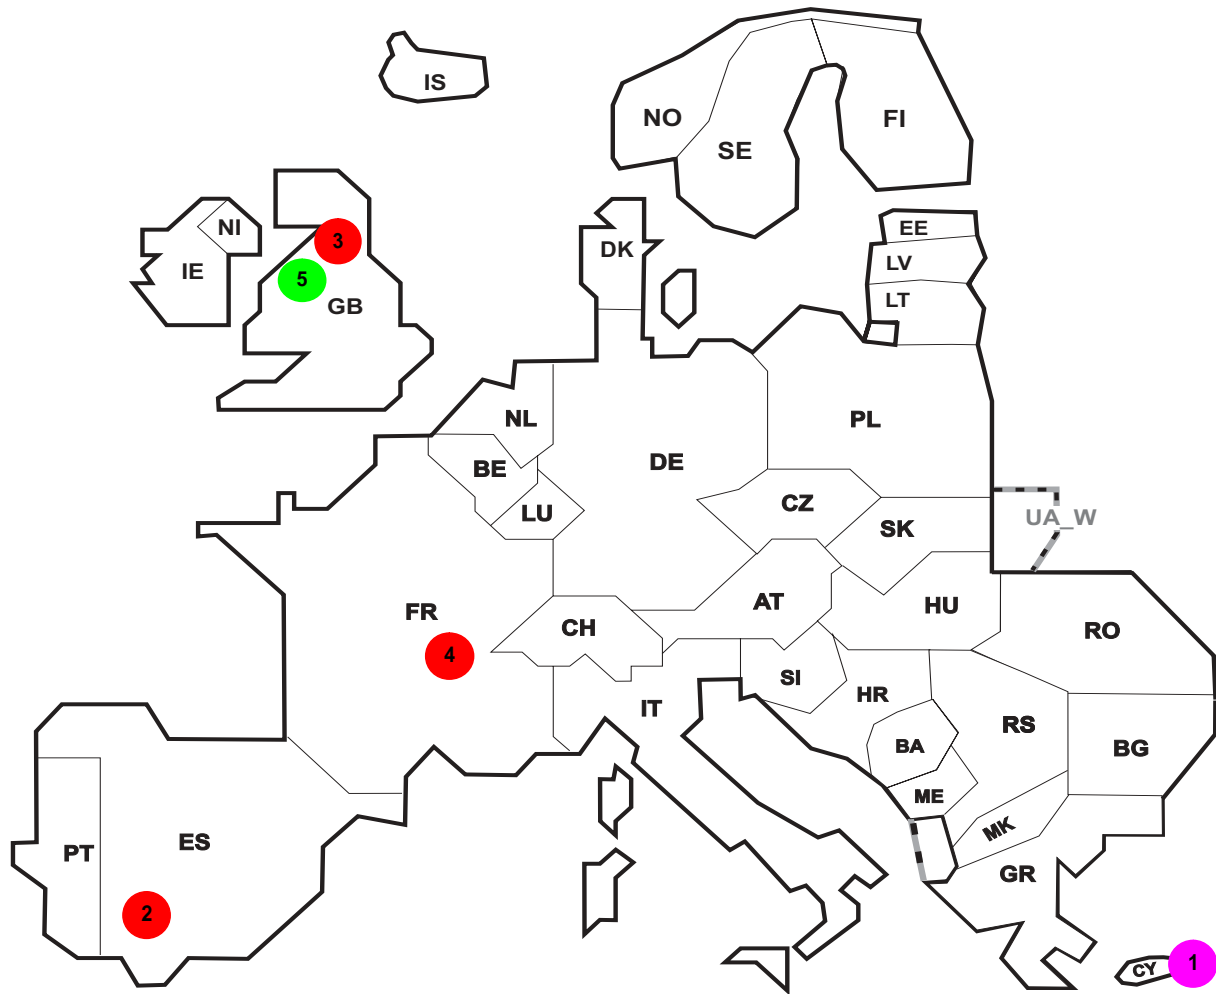 IS
NO
FI
SE
NI
EE
3
DK
LV
IE
5
LT
GB
NL
PL
DE
BE
CZ
LU
UA_W
SK
AT
HU
FR
CH
RO
4
SI
HR
IT
RS
BA
BG
ME
MK
ES
PT
GR
2
1
CY